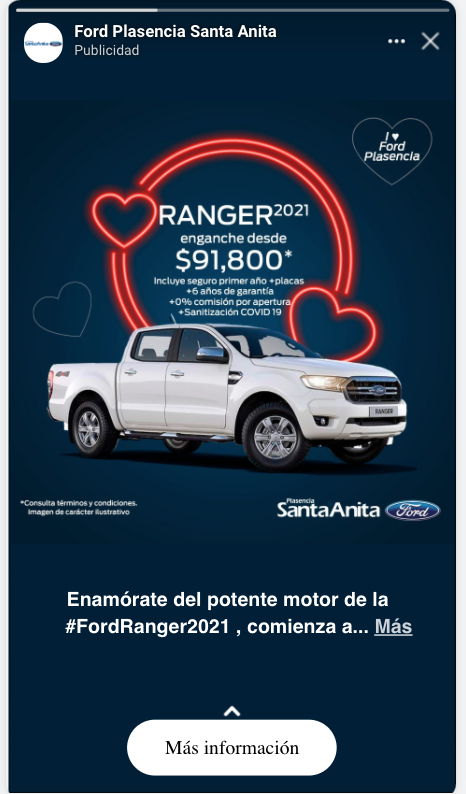 Ford Plasencia Santa Anita
Publicidad
I ♥
Ford
Plasencia
RANGER2021
enganche desde
$91,800*
Incluye seguro primer año +placas
+6 años de garantía
+0% comisión por apertura
+Sanitización COVID 19
4x4
RANGER
*Consulta términos y condiciones.
Imagen de carácter ilustrativo
Plasencia
SantaAnita Ford
Enamórate del potente motor de la
#FordRanger2021 , comienza a... Más
Más información